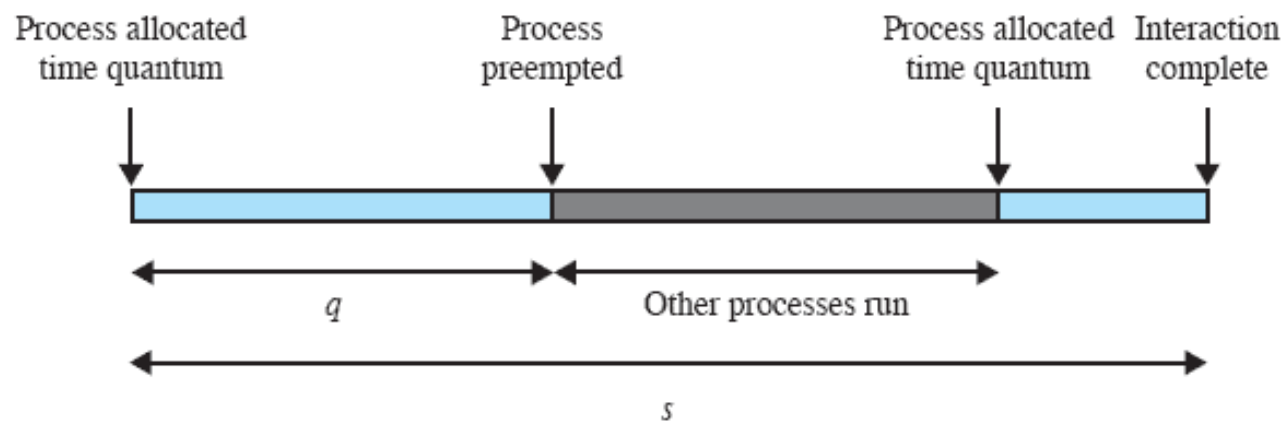 Process allocated
time quantum
Process
preempted
Process allocated
time quantum
Interaction
complete
q
Other processes run
s